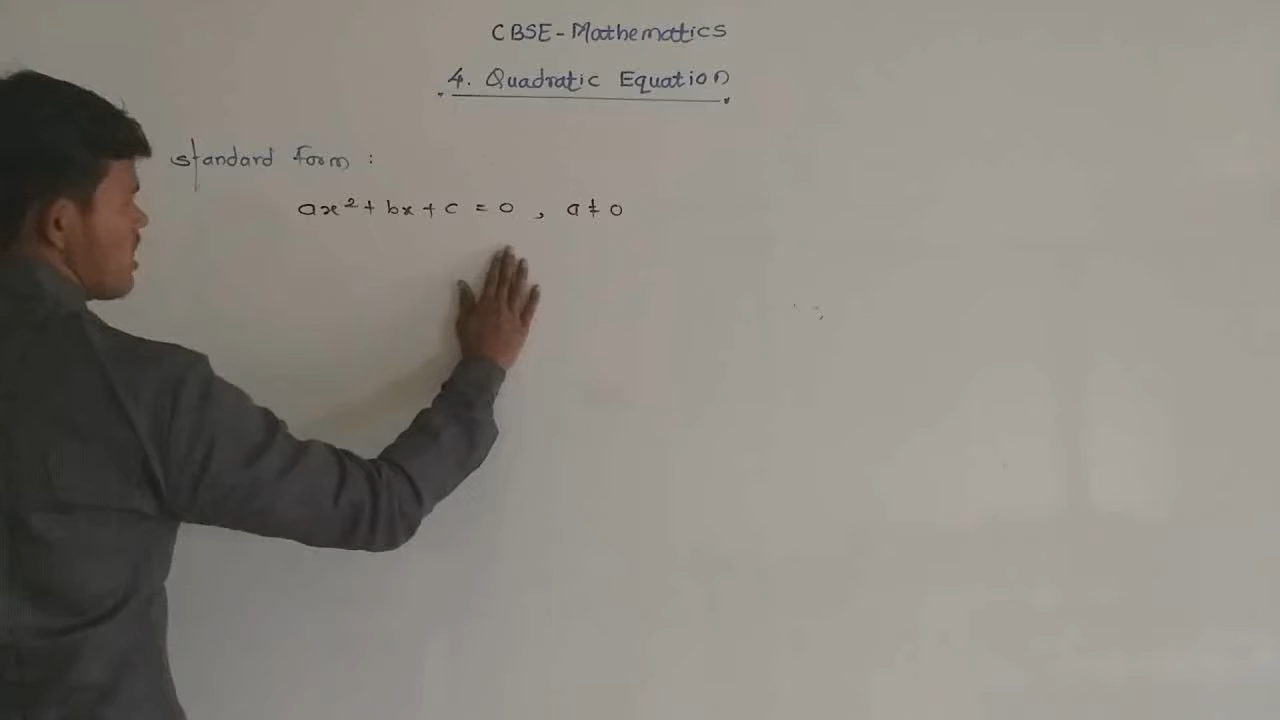 CBSE-Mathematics
4. Quadratic Equation
Standard form :
ax² + bx + c = 0 , a ≠ 0